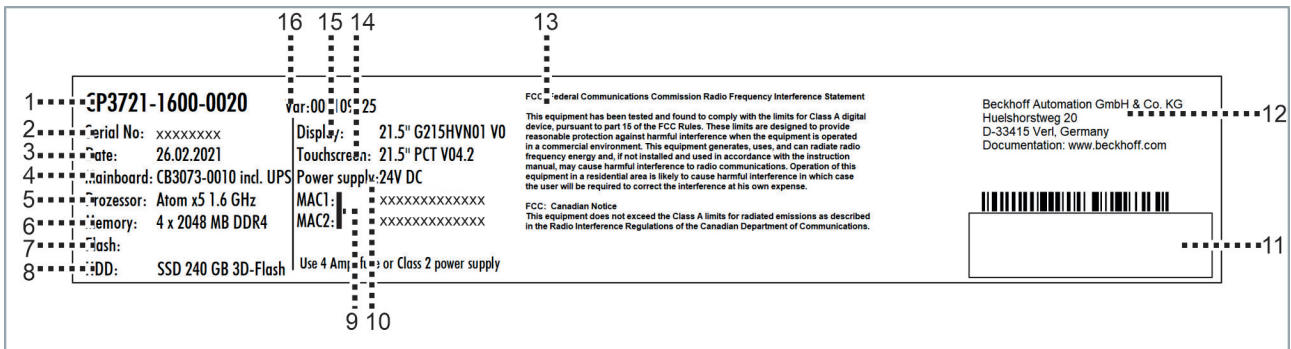 16 15 14 13
1 CP3721-1600-0020
2 Serial No: xxxxxxxx
3 Date: 26.02.2021
4 Mainboard: CB3073-0010 incl. UPS
5 Prozessor: Atom x5 1.6 GHz
6 Memory: 4 x 2048 MB DDR4
7 Flash:
8 HDD: SSD 240 GB 3D-Flash
Display: 21.5" G215HVN01 V0
Touchscreen: 21.5" PCT V04.2
Power supply:24V DC
MAC1: xxxxxxxxxxxxx
MAC2: xxxxxxxxxxxxx
Use 4 Amp fuse or Class 2 power supply
9 10
FCC: Federal Communications Commission Radio Frequency Interference Statement
This equipment has been tested and found to comply with the limits for Class A digital
device, pursuant to part 15 of the FCC Rules. These limits are designed to provide
reasonable protection against harmful interference when the equipment is operated
in a commercial environment. This equipment generates, uses, and can radiate radio
frequency energy and, if not installed and used in accordance with the instruction
manual, may cause harmful interference to radio communications. Operation of this
equipment in a residential area is likely to cause harmful interference in which case
the user will be required to correct the interference at his own expense.
FCC: Canadian Notice
This equipment does not exceed the Class A limits for radiated emissions as described
in the Radio Interference Regulations of the Canadian Department of Communications.
Beckhoff Automation GmbH & Co. KG
Huelshorstweg 20 12
D-33415 Verl, Germany
Documentation: www.beckhoff.com
11